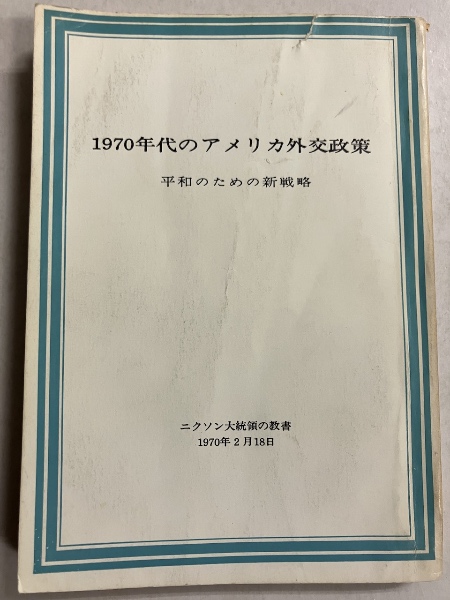 1970年代のアメリカ外交政策
平和のための新戦略
ニクソン大統領の教書
1970年2月18日